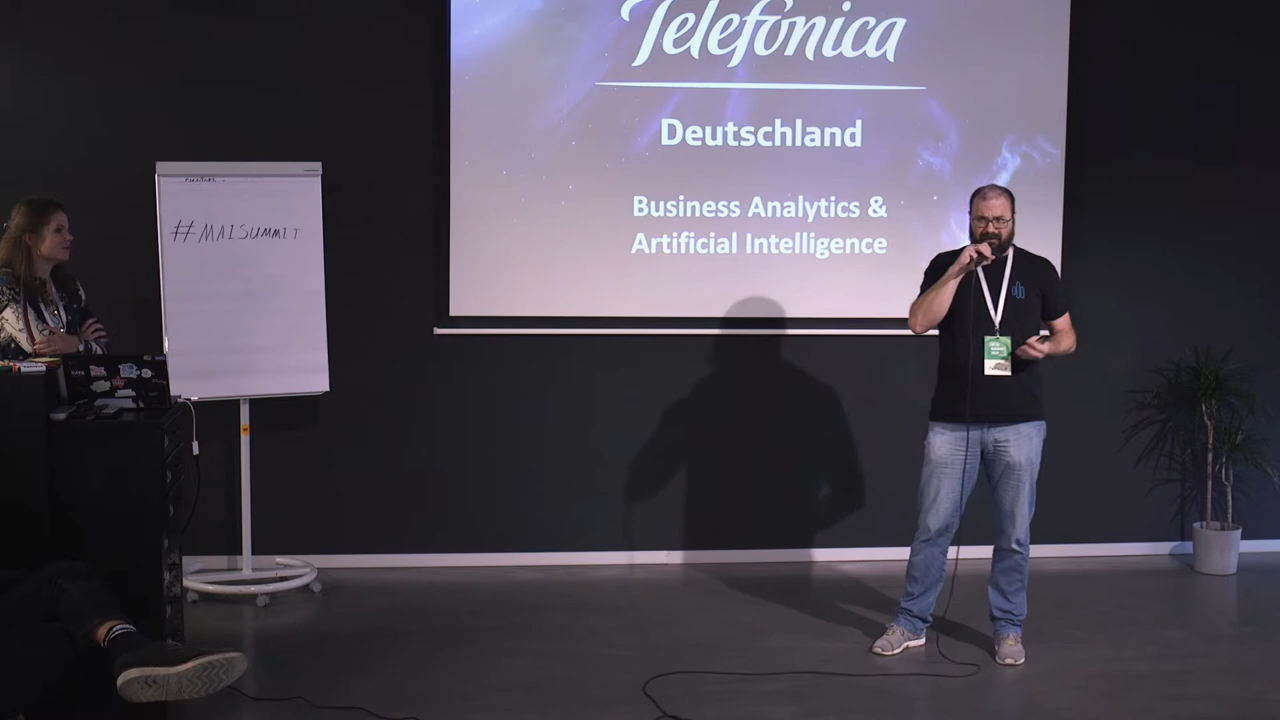 Telefónica
Deutschland
Business Analytics &
Artificial Intelligence
#MAISUMMIT